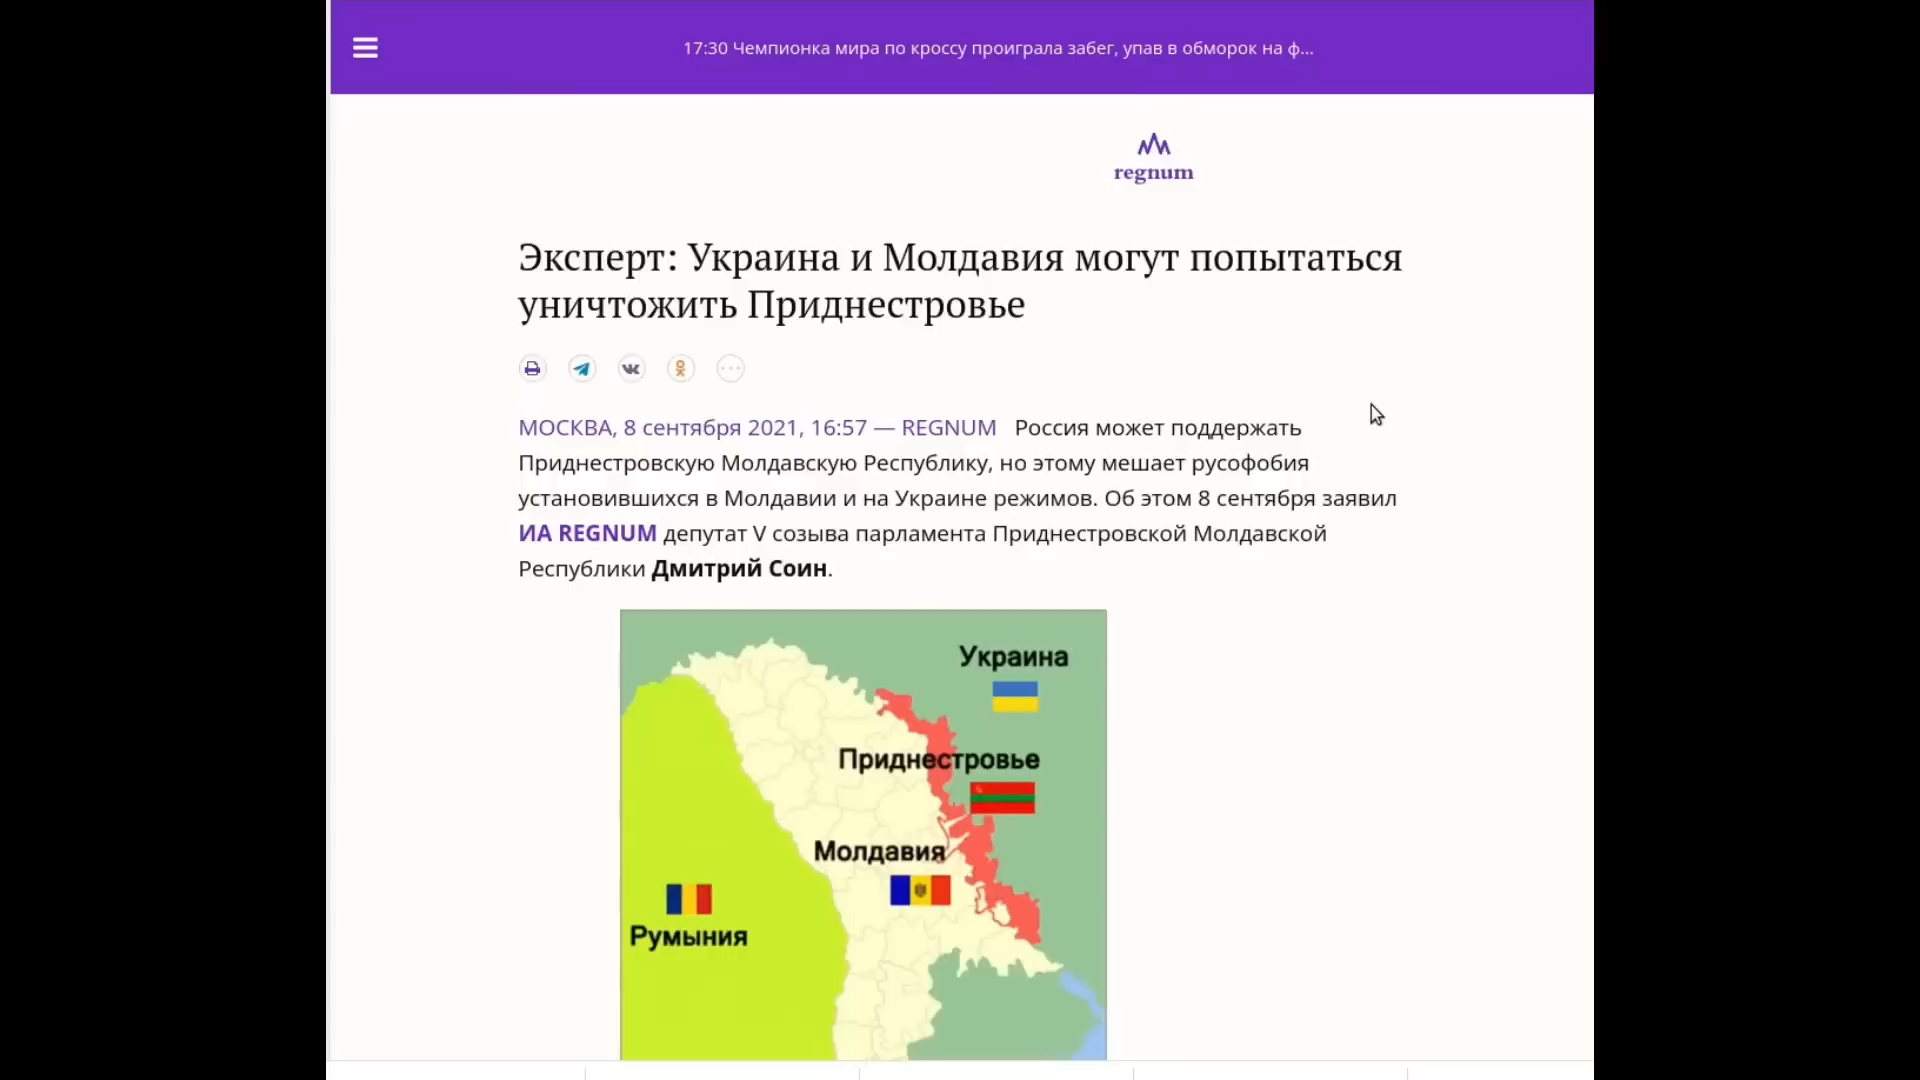 17:30 Чемпионка мира по кроссу проиграла забег, упав в обморок на ф...
regnum
Эксперт: Украина и Молдавия могут попытаться
уничтожить Приднестровье
МОСКВА, 8 сентября 2021, 16:57 — REGNUM Россия может поддержать
Приднестровскую Молдавскую Республику, но этому мешает русофобия
установившихся в Молдавии и на Украине режимов. Об этом 8 сентября заявил
ИА REGNUM депутат V созыва парламента Приднестровской Молдавской
Республики Дмитрий Соин.
Украина
Приднестровье
Молдавия
Румыния